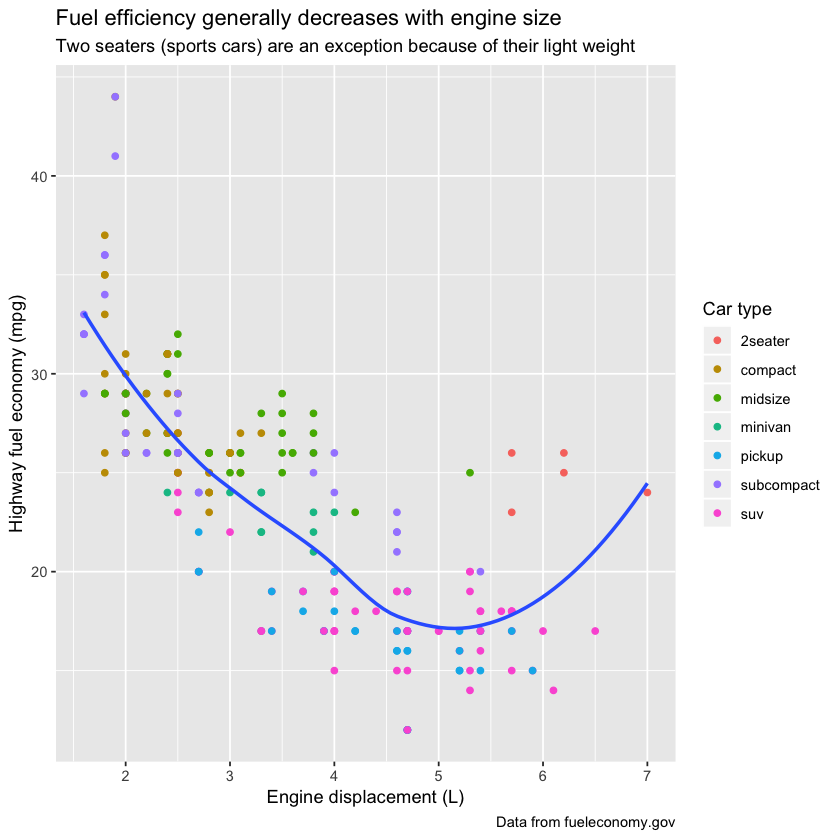 Fuel efficiency generally decreases with engine size
Two seaters (sports cars) are an exception because of their light weight
Highway fuel economy (mpg)
40
30
20
2 3 4 5 6 7
Engine displacement (L)
Car type
2seater
compact
midsize
minivan
pickup
subcompact
suv
Data from fueleconomy.gov